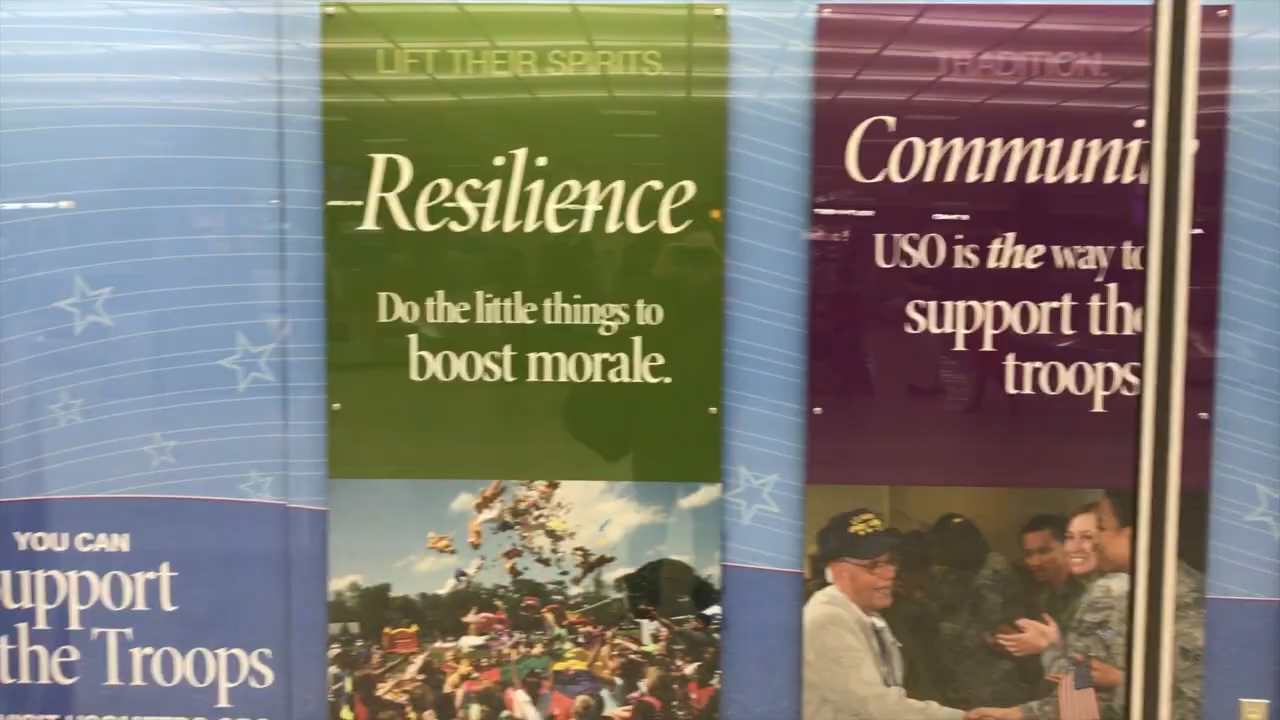 LIFT THEIR SPIRITS.
Resilience
Do the little things to
boost morale.
TRADITION.
Communi
USO is the way to
support the
troops
YOU CAN
upport
the Troops